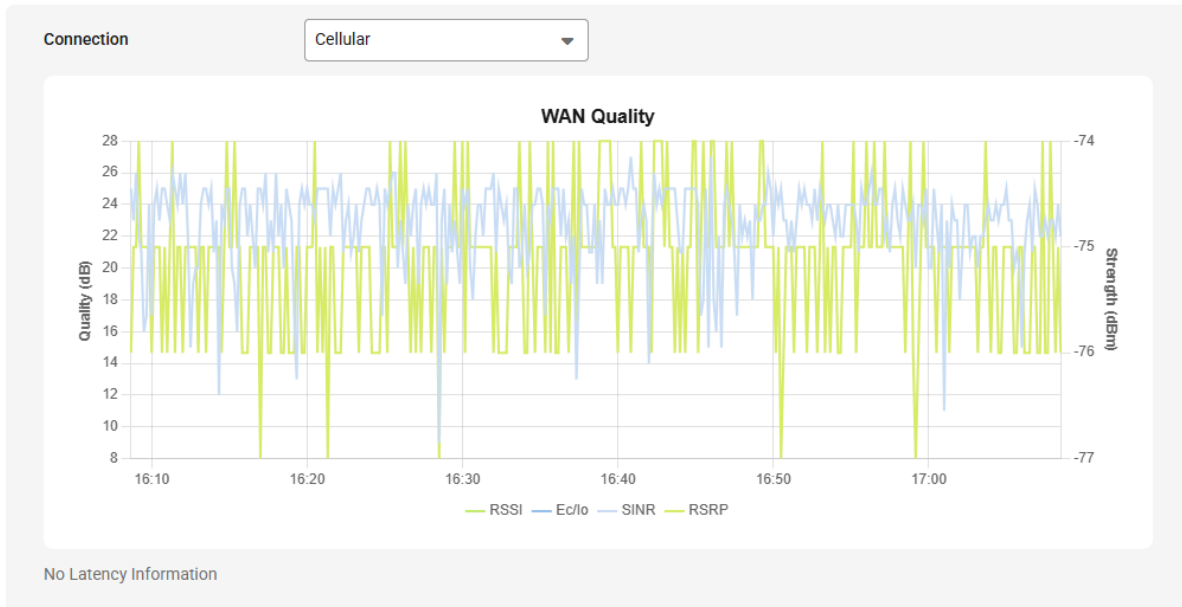 Connection
Cellular
WAN Quality
28
26
24
22
20
18
16
14
12
10
8
Quality (dB)
-74
-75
-76
-77
Strength (dBm)
16:10 16:20 16:30 16:40 16:50 17:00
RSSI Ec/Io SINR RSRP
No Latency Information